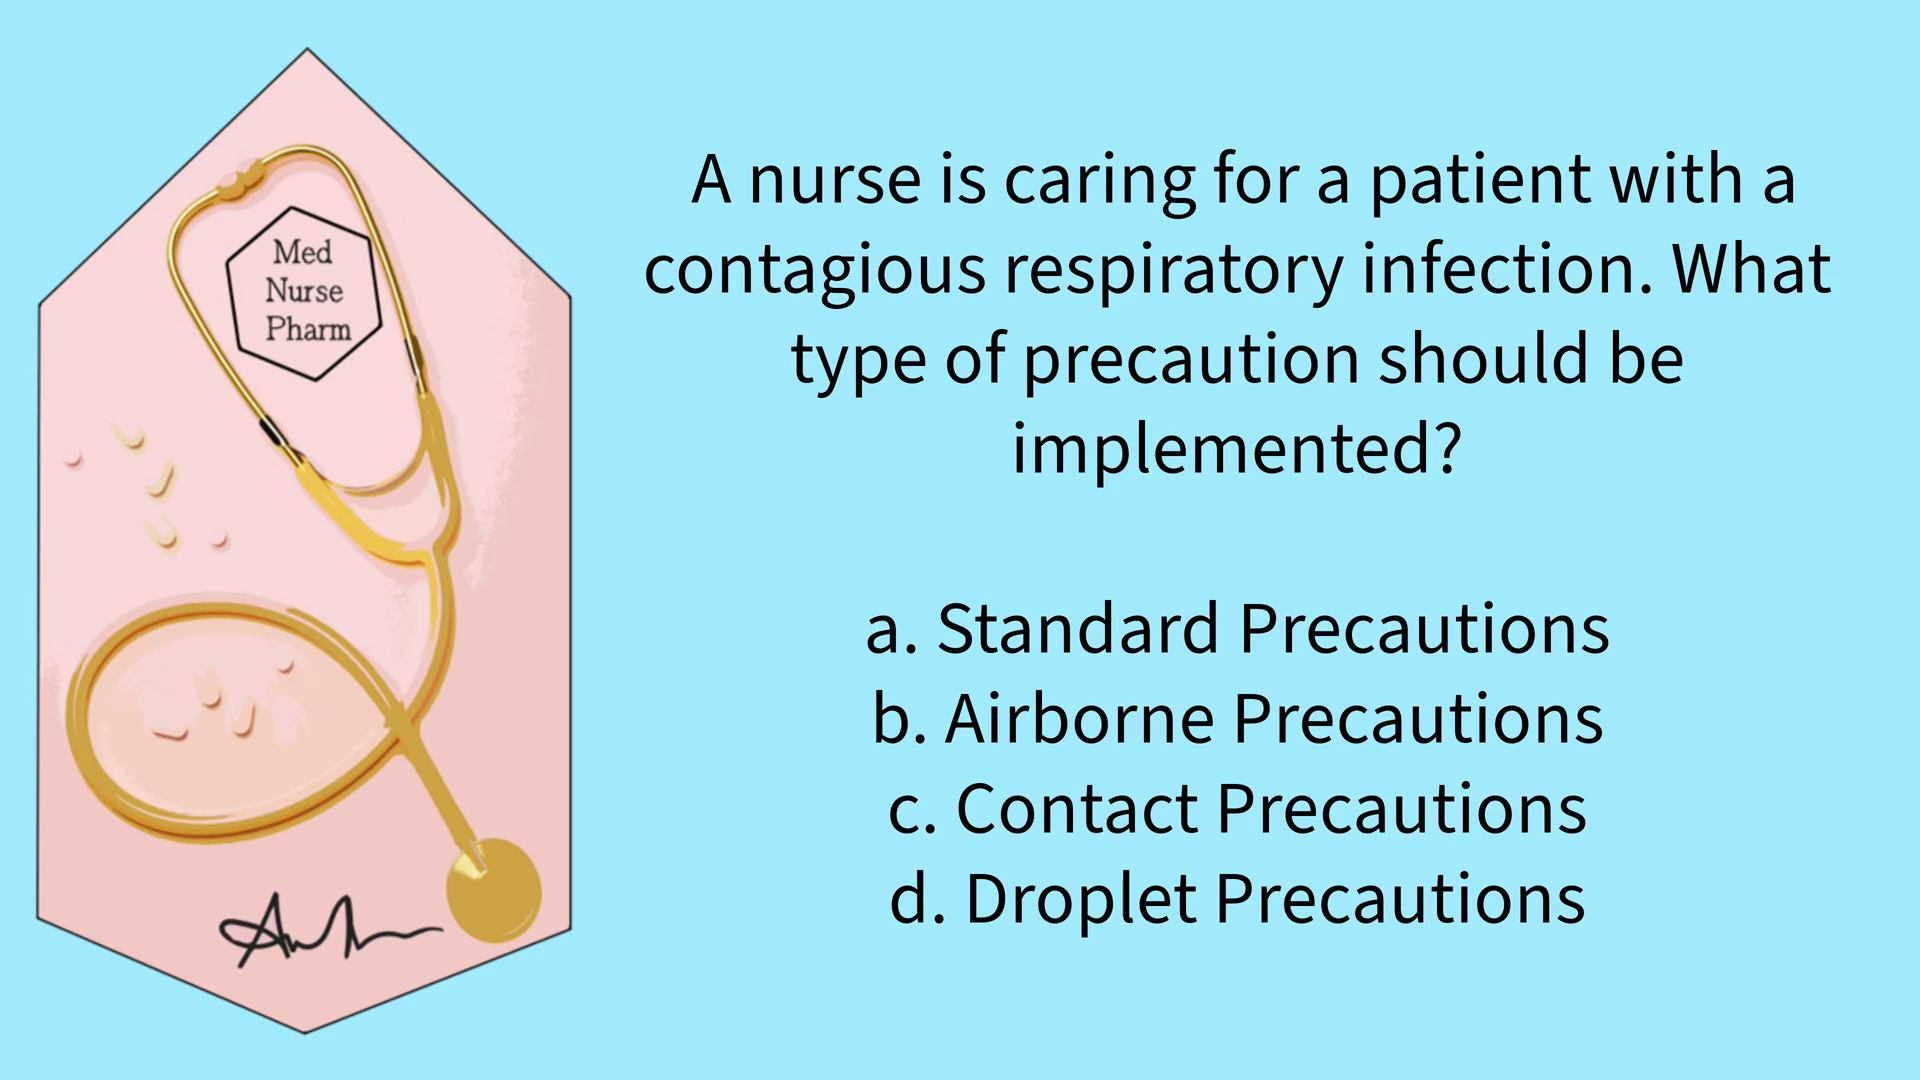 Med
Nurse
Pharm
A nurse is caring for a patient with a
contagious respiratory infection. What
type of precaution should be
implemented?
a. Standard Precautions
b. Airborne Precautions
c. Contact Precautions
d. Droplet Precautions